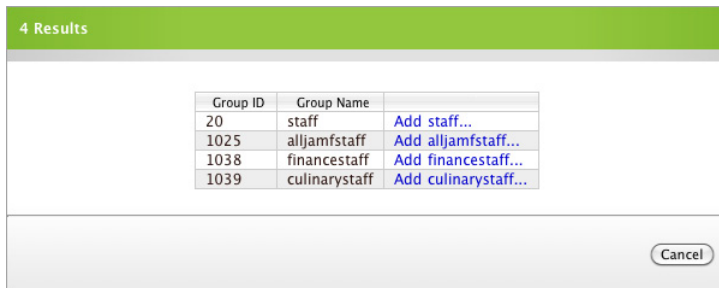 4 Results
Group ID Group Name
20 staff Add staff...
1025 alljamfstaff Add alljamfstaff...
1038 financestaff Add financestaff...
1039 culinarystaff Add culinarystaff...
Cancel